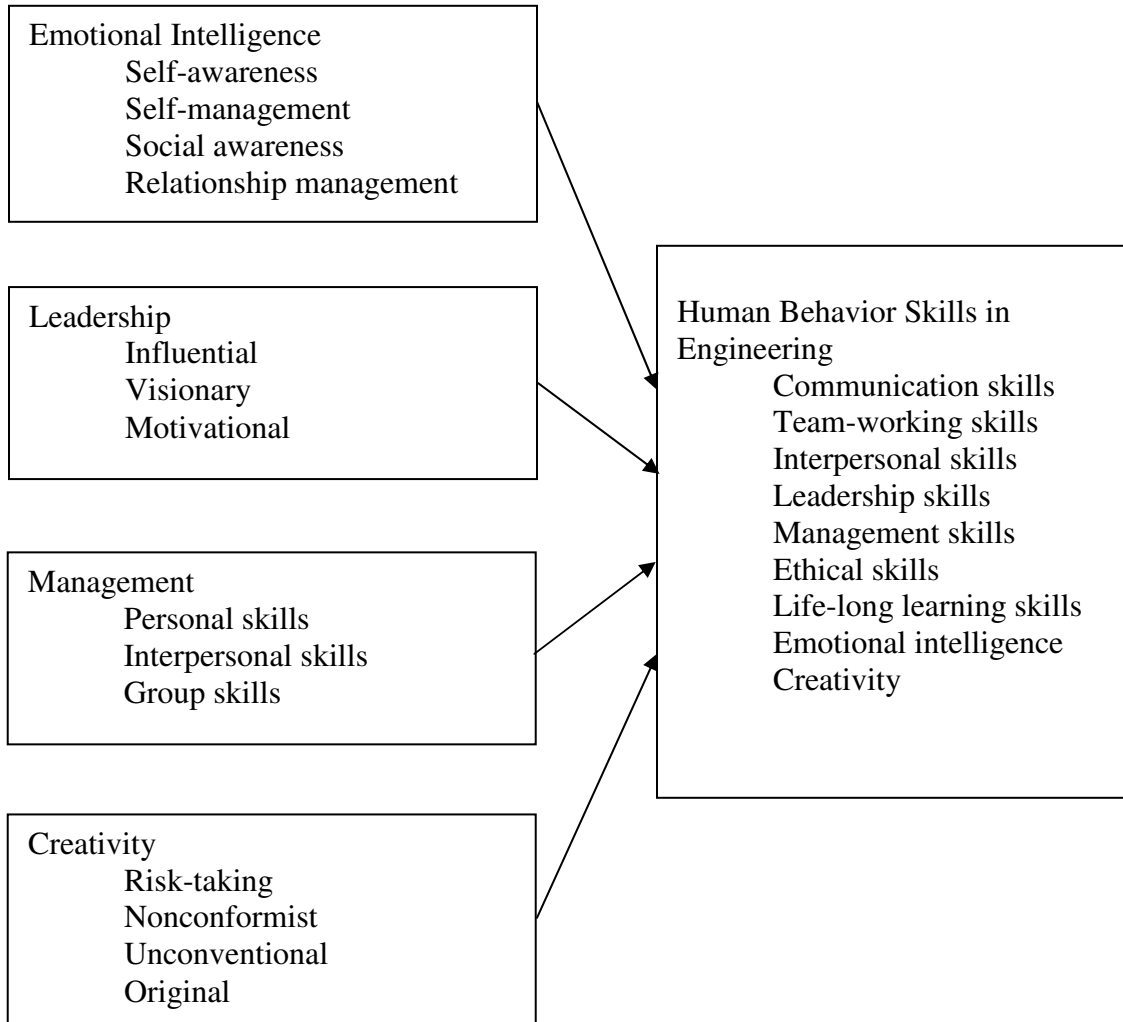 Emotional Intelligence
Self-awareness
Self-management
Social awareness
Relationship management
Leadership
Influential
Visionary
Motivational
Management
Personal skills
Interpersonal skills
Group skills
Creativity
Risk-taking
Nonconformist
Unconventional
Original
Human Behavior Skills in
Engineering
Communication skills
Team-working skills
Interpersonal skills
Leadership skills
Management skills
Ethical skills
Life-long learning skills
Emotional intelligence
Creativity